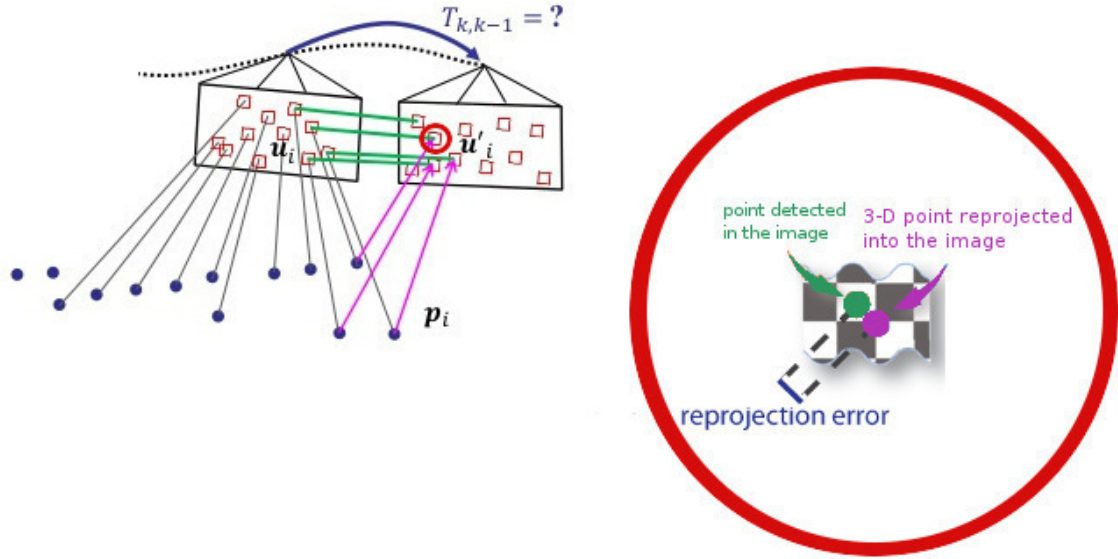 T_{k,k-1} = ?
u_i
u'_i
p_i
point detected
in the image
3-D point reprojected
into the image
reprojection error